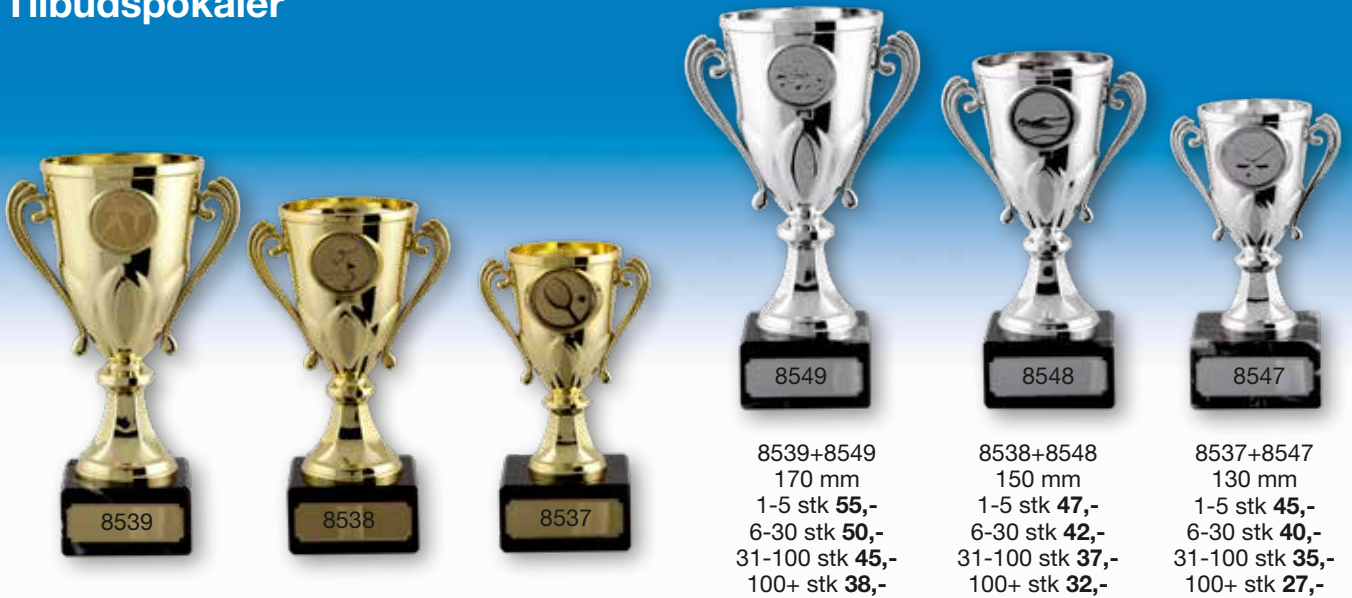 Tilbudspokaler
8549
8548
8547
8539
8538
8537
8539+8549
170 mm
1-5 stk 55,-
6-30 stk 50,-
31-100 stk 45,-
100+ stk 38,-
8538+8548
150 mm
1-5 stk 47,-
6-30 stk 42,-
31-100 stk 37,-
100+ stk 32,-
8537+8547
130 mm
1-5 stk 45,-
6-30 stk 40,-
31-100 stk 35,-
100+ stk 27,-